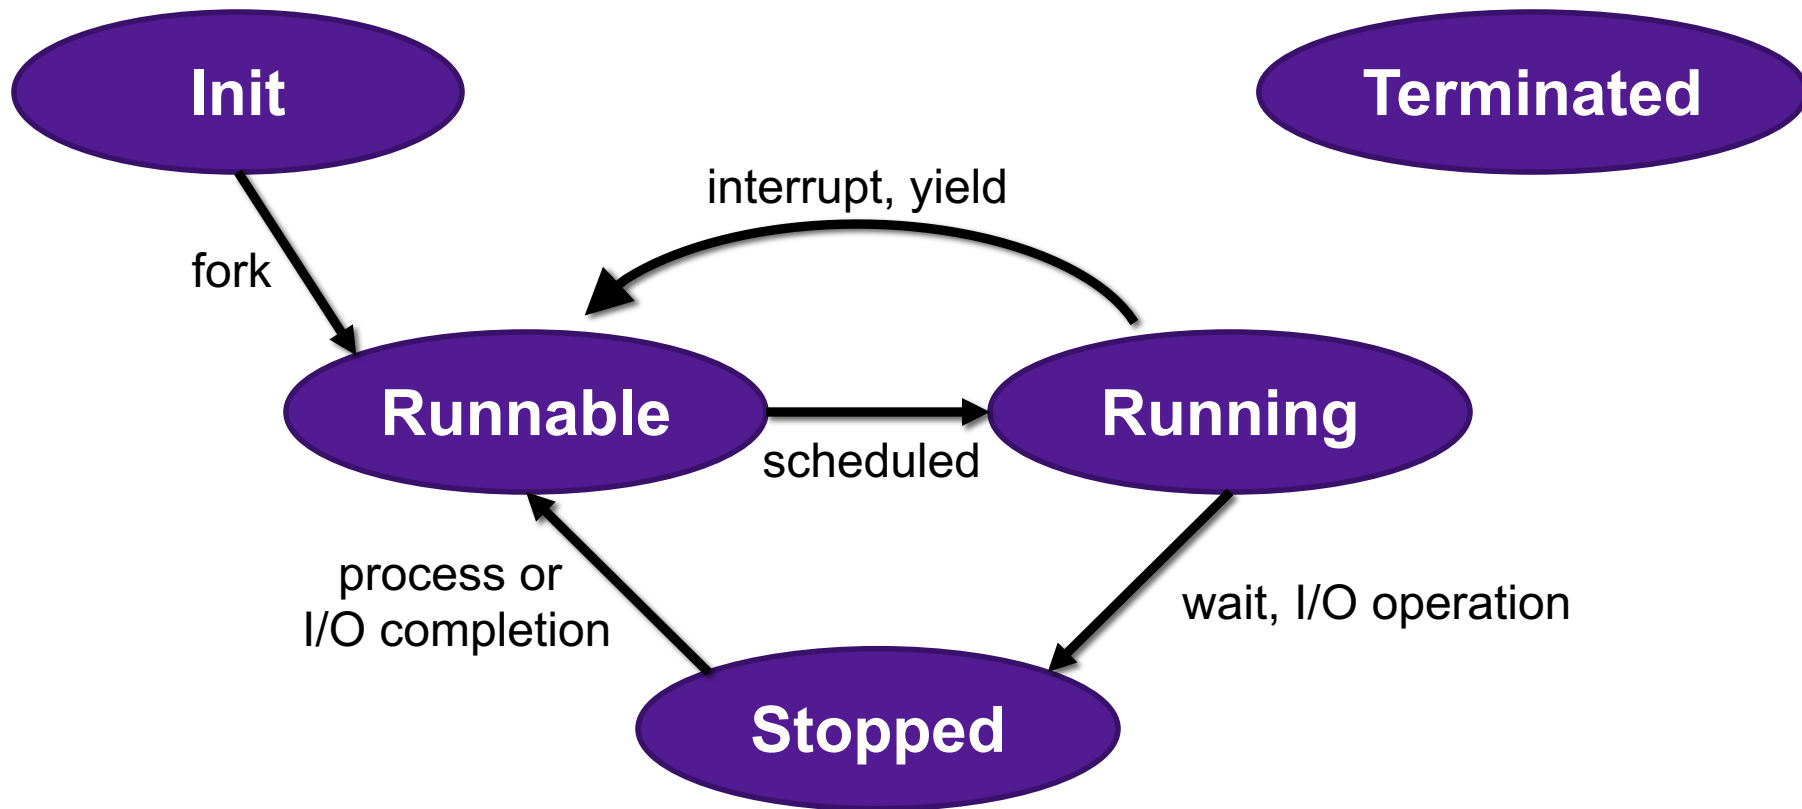 Init
Terminated
interrupt, yield
fork
Runnable
Running
scheduled
process or
I/O completion
wait, I/O operation
Stopped